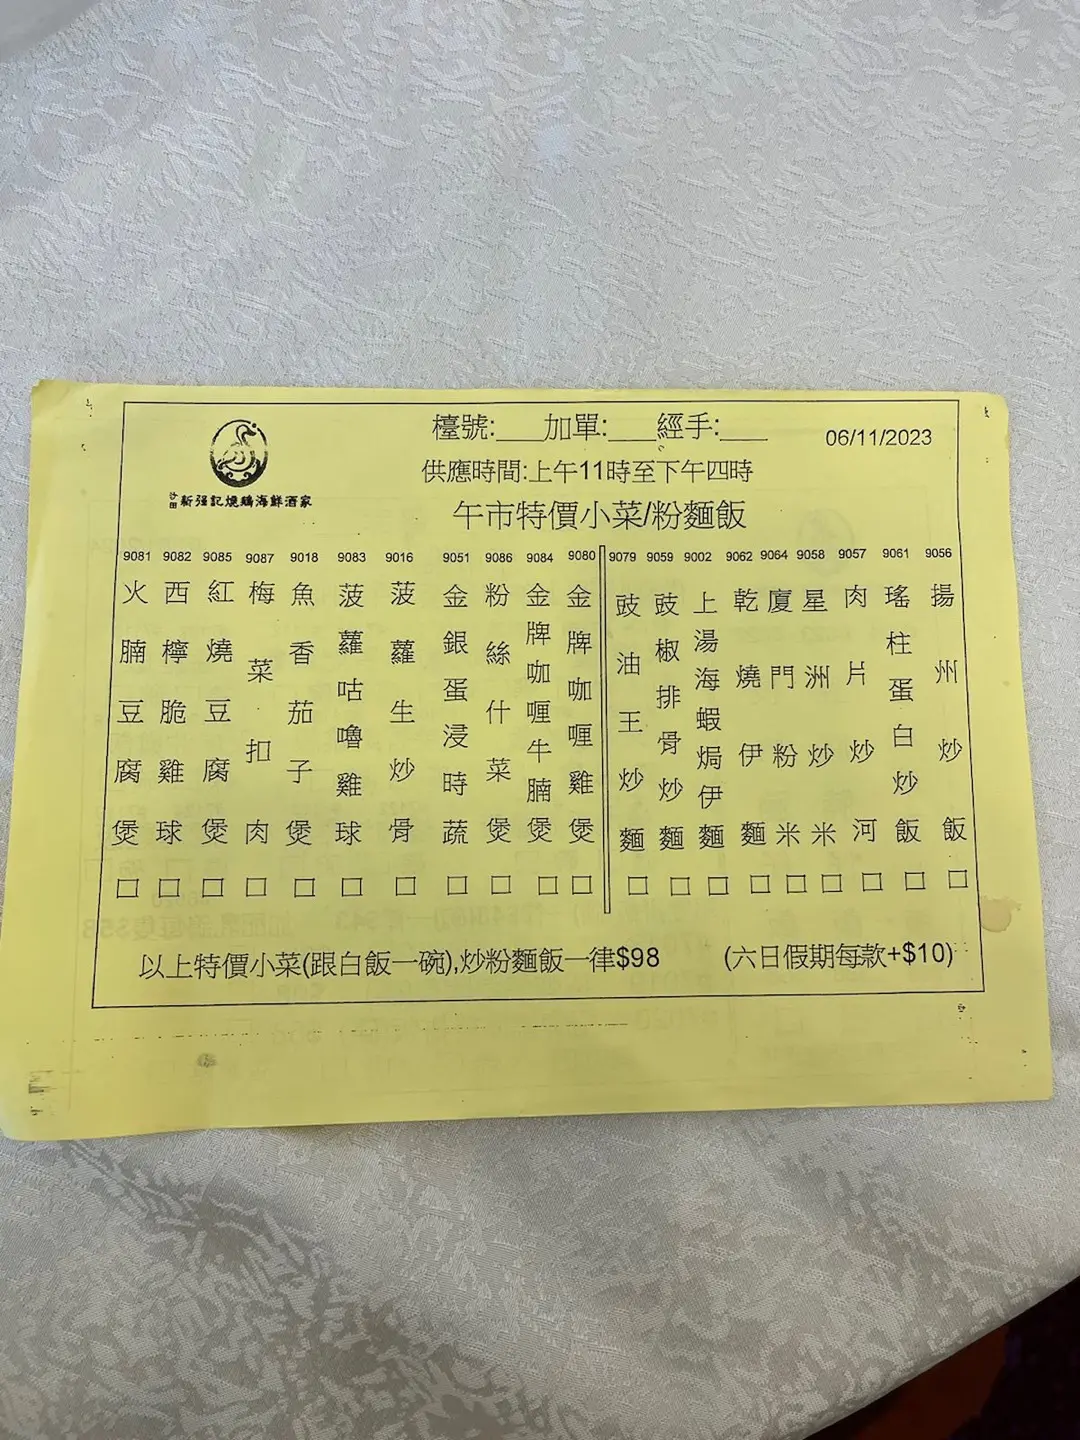 檯號:___加單:___經手:___
06/11/2023
供應時間:上午11時至下午四時
沙田新强記燒鵝海鮮酒家
午市特價小菜/粉麵飯
9081 火腩豆腐煲 □
9082 西檸脆雞球 □
9085 紅燒豆腐煲 □
9087 梅菜扣肉 □
9018 魚香茄子煲 □
9083 菠蘿咕嚕雞球 □
9016 菠蘿生炒骨 □
9051 金銀蛋浸時蔬 □
9086 粉絲什菜煲 □
9084 金牌咖喱牛腩煲 □
9080 金牌咖喱雞煲 □
9079 豉油王炒麵 □
9059 豉椒排骨炒麵 □
9002 上湯海蝦焗伊麵 □
9062 乾燒伊麵 □
9064 廈門粉米 □
9058 星洲炒米 □
9057 肉片炒河 □
9061 瑤柱蛋白炒飯 □
9056 揚州炒飯 □
以上特價小菜(跟白飯一碗),炒粉麵飯一律$98
(六日假期每款+$10)